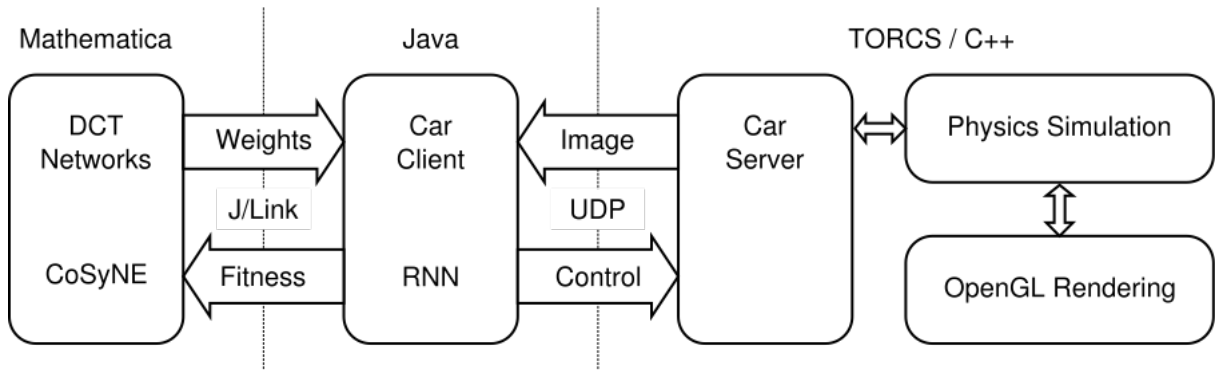 Mathematica
Java
TORCS / C++
DCT
Networks
Weights
Car
Client
Image
Car
Server
Physics Simulation
J/Link
UDP
CoSyNE
Fitness
RNN
Control
OpenGL Rendering